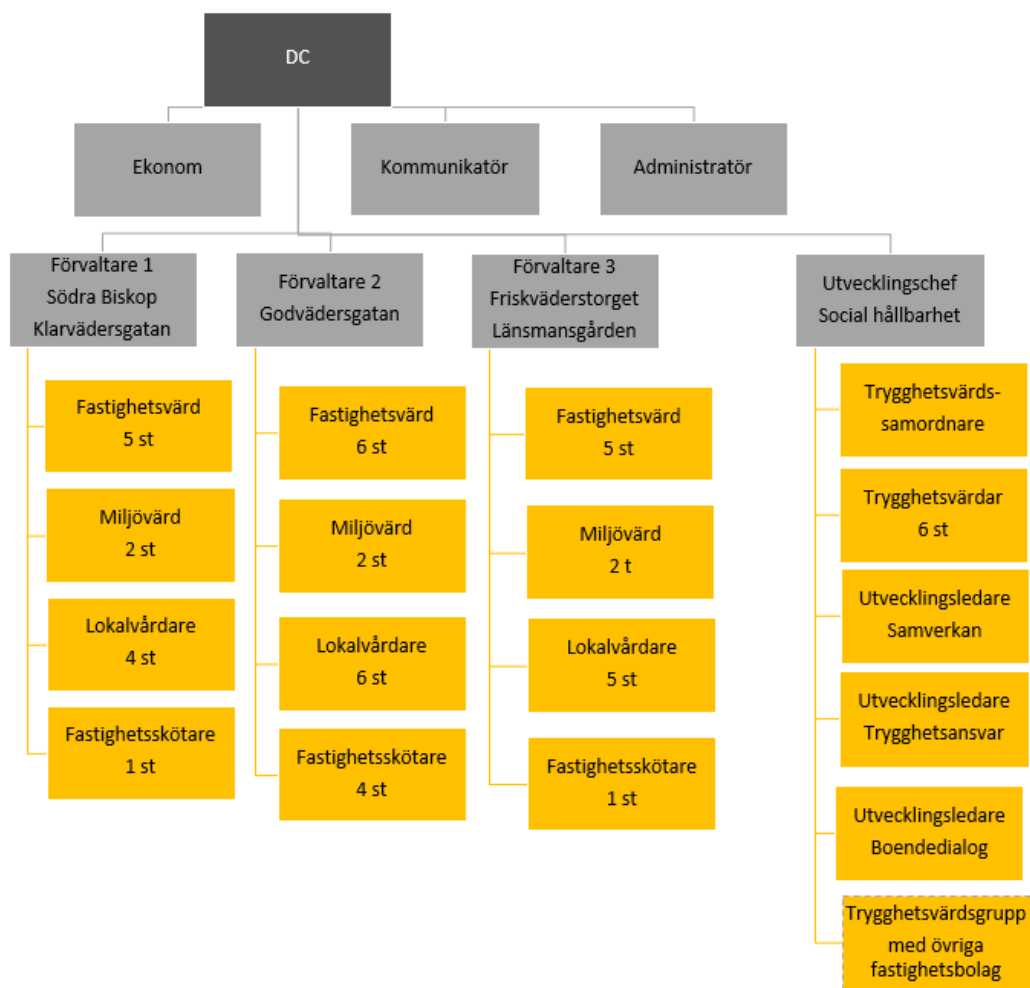 DC
Ekonom
Kommunikatör
Administratör
Förvaltare 1
Södra Biskop
Klarvädersgatan
Förvaltare 2
Godvädersgatan
Förvaltare 3
Friskväderstorget
Länsmansgården
Utvecklingschef
Social hållbarhet
Fastighetsvärd
5 st
Miljövärd
2 st
Lokalvårdare
4 st
Fastighetsskötare
1 st
Fastighetsvärd
6 st
Miljövärd
2 st
Lokalvårdare
6 st
Fastighetsskötare
4 st
Fastighetsvärd
5 st
Miljövärd
2 t
Lokalvårdare
5 st
Fastighetsskötare
1 st
Trygghetsvärds-
samordnare
Trygghetsvärdar
6 st
Utvecklingsledare
Samverkan
Utvecklingsledare
Trygghetsansvar
Utvecklingsledare
Boendedialog
Trygghetsvärdsgrupp
med övriga
fastighetsbolag